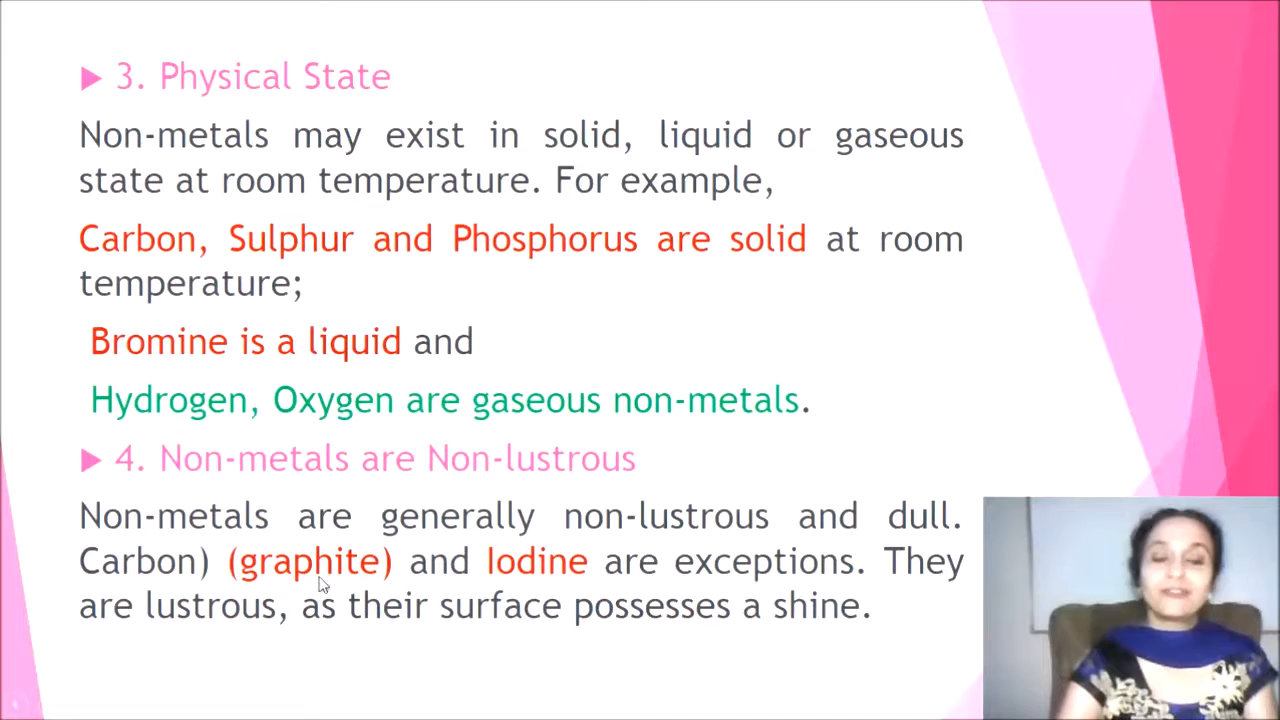 3. Physical State
Non-metals may exist in solid, liquid or gaseous
state at room temperature. For example,
Carbon, Sulphur and Phosphorus are solid at room
temperature;
Bromine is a liquid and
Hydrogen, Oxygen are gaseous non-metals.
4. Non-metals are Non-lustrous
Non-metals are generally non-lustrous and dull.
Carbon) (graphite) and Iodine are exceptions. They
are lustrous, as their surface possesses a shine.